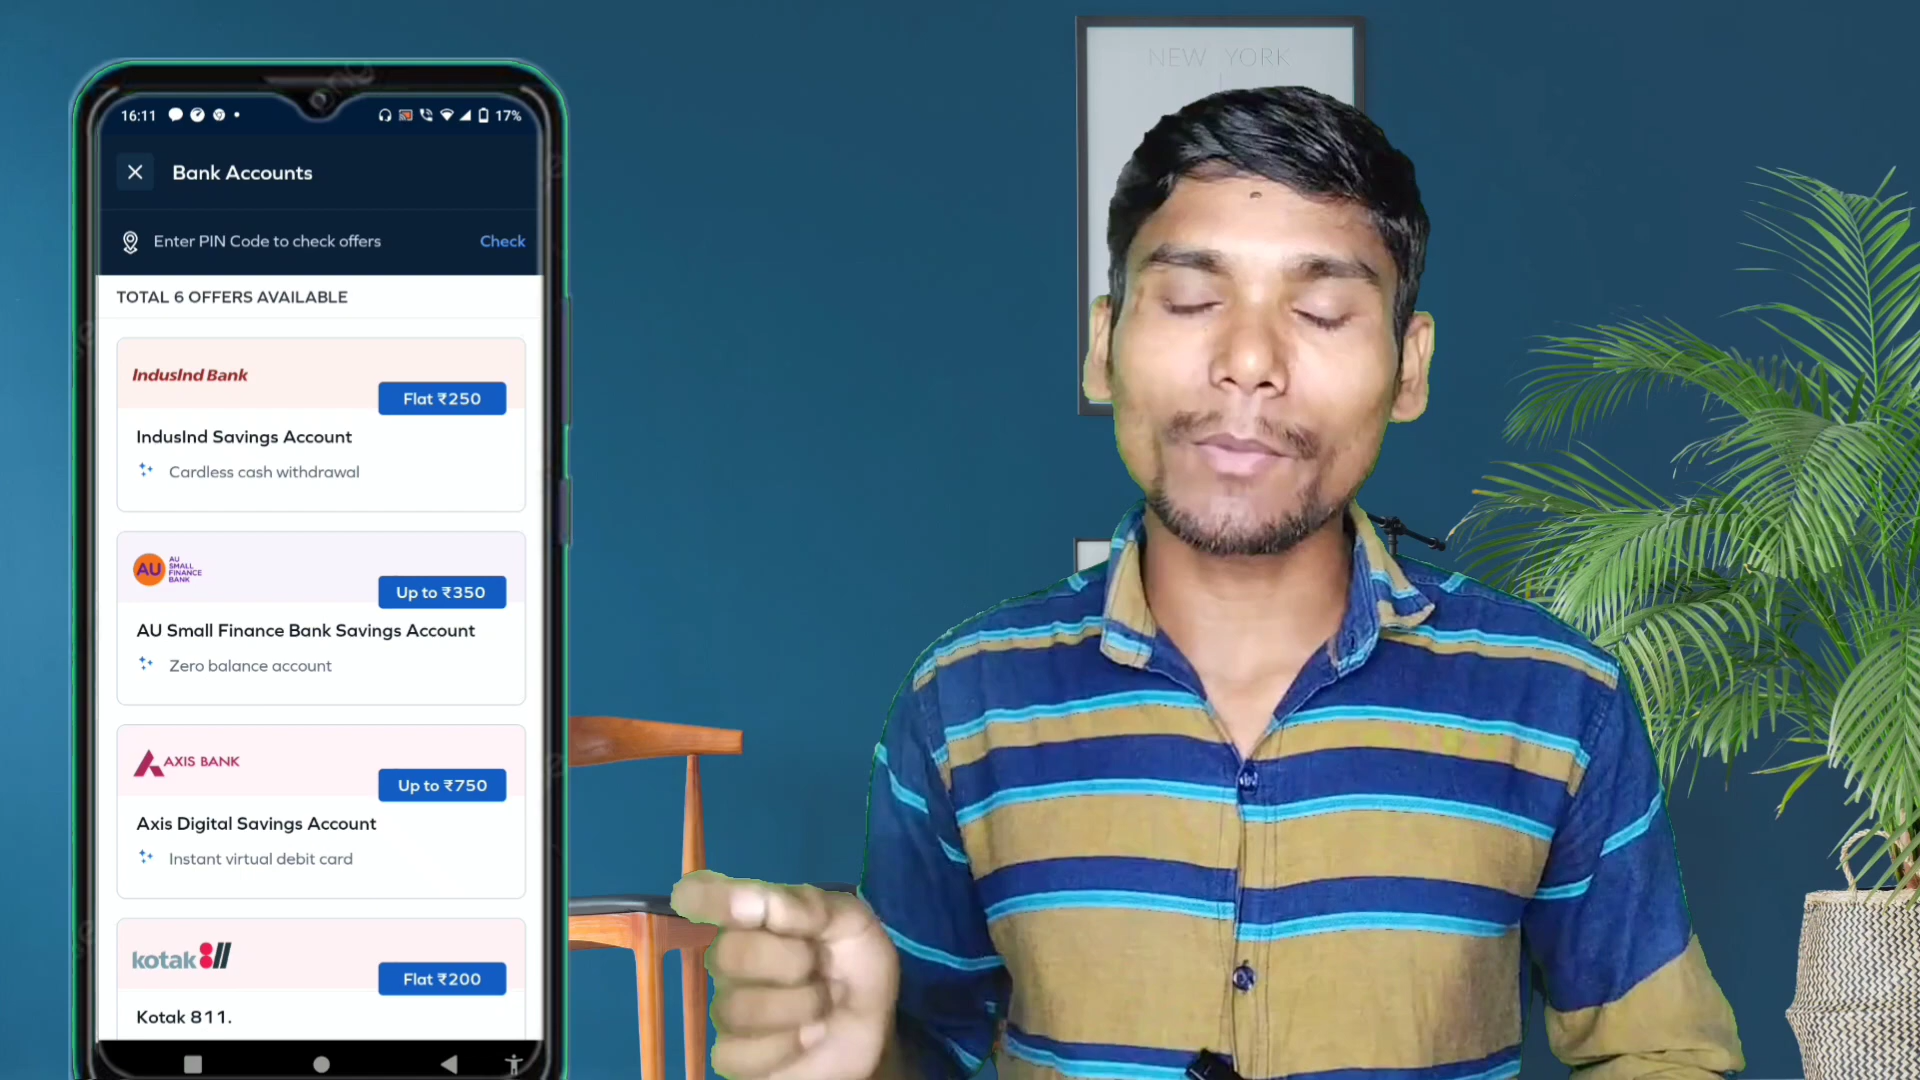 NEW YORK
16:11
17%
Bank Accounts
Enter PIN Code to check offers
Check
TOTAL 6 OFFERS AVAILABLE
IndusInd Bank
Flat ₹250
IndusInd Savings Account
Cardless cash withdrawal
AU
AU
SMALL
FINANCE
BANK
Up to ₹350
AU Small Finance Bank Savings Account
Zero balance account
AXIS BANK
Up to ₹750
Axis Digital Savings Account
Instant virtual debit card
kotak 811
Flat ₹200
Kotak 811.